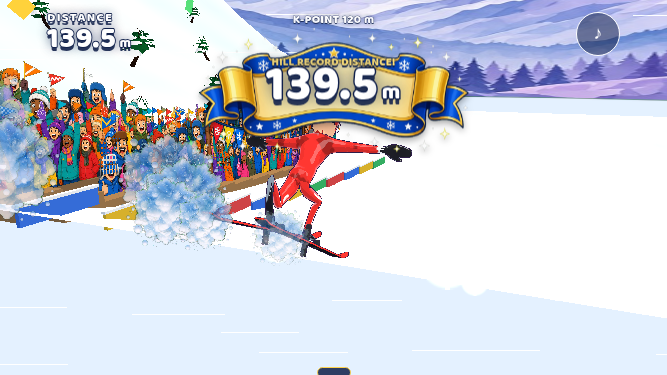 DISTANCE
139.5 m
K-POINT 120 m
HILL RECORD DISTANCE!
139.5 m